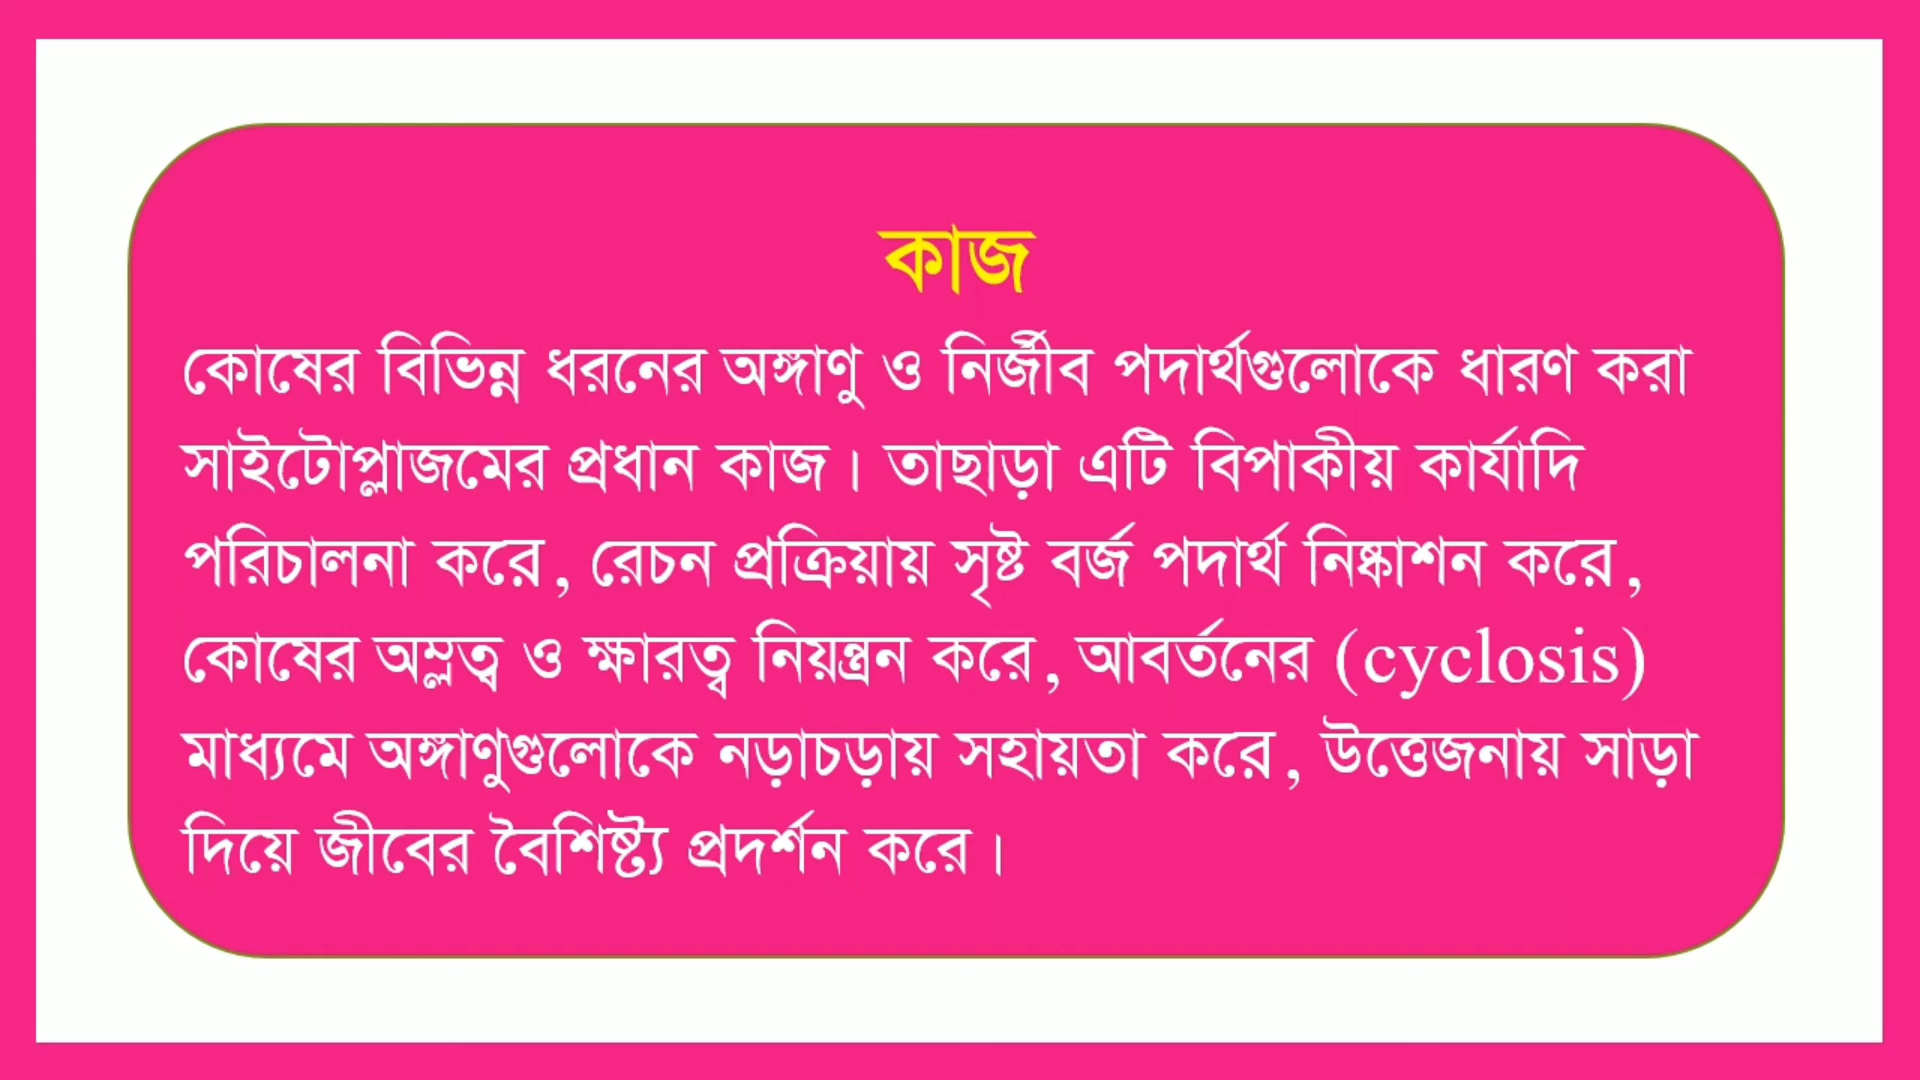 কাজ
কোষের বিভিন্ন ধরনের অঙ্গাণু ও নির্জীব পদার্থগুলোকে ধারণ করা
সাইটোপ্লাজমের প্রধান কাজ। তাছাড়া এটি বিপাকীয় কার্যাদি
পরিচালনা করে, রেচন প্রক্রিয়ায় সৃষ্ট বর্জ পদার্থ নিষ্কাশন করে,
কোষের অম্লত্ব ও ক্ষারত্ব নিয়ন্ত্রন করে, আবর্তনের (cyclosis)
মাধ্যমে অঙ্গাণুগুলোকে নড়াচড়ায় সহায়তা করে, উত্তেজনায় সাড়া
দিয়ে জীবের বৈশিষ্ট্য প্রদর্শন করে।